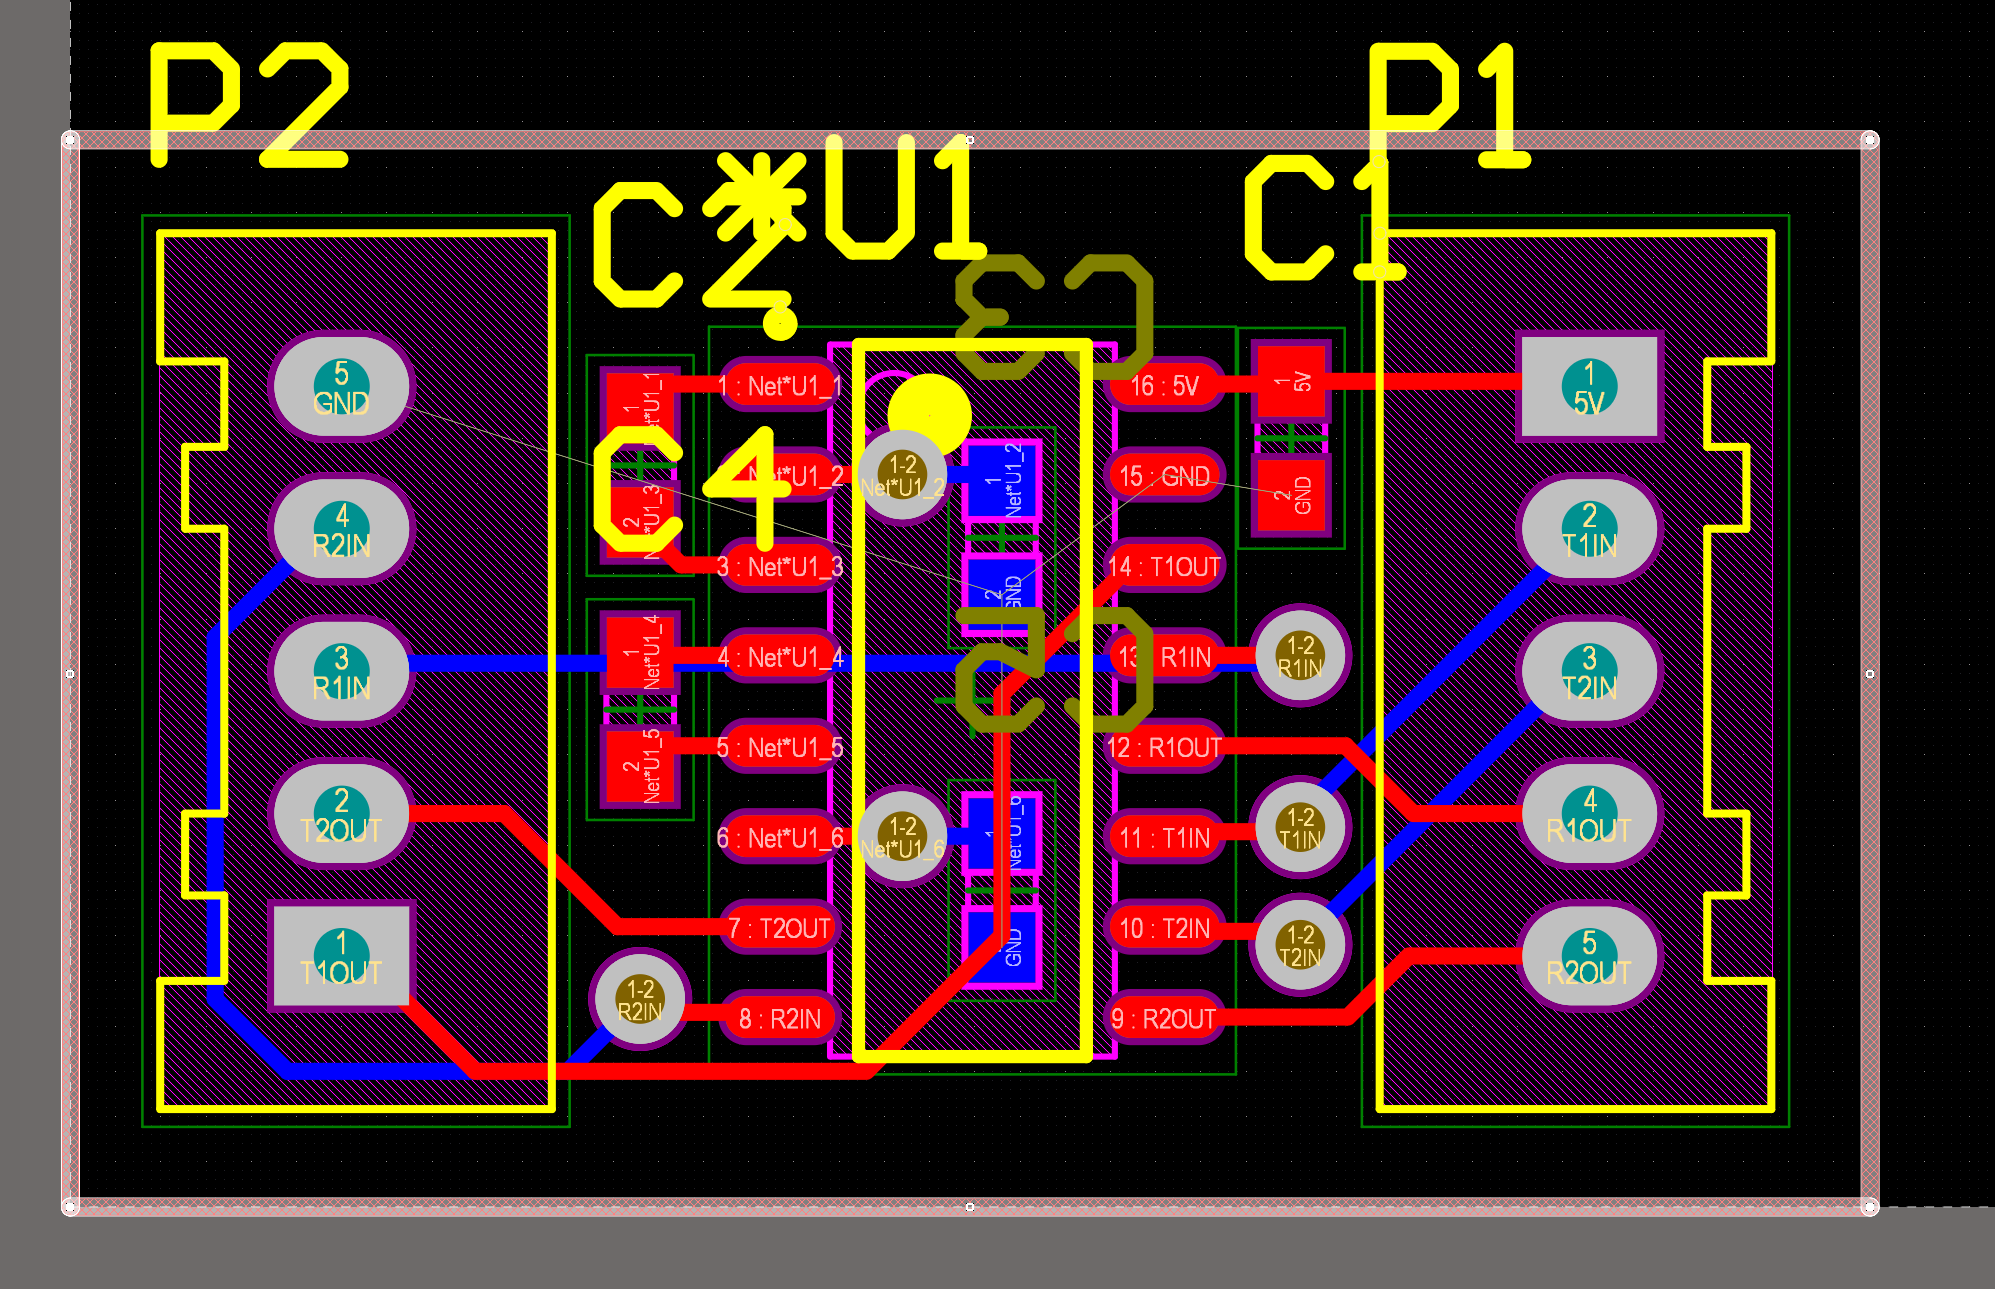 P2
P1
C2
*U1
C1
C3
5
GND
4
R2IN
3
R1IN
2
T2OUT
1
T1OUT
1
Net*U1_1
2
Net*U1_3
C4
1
Net*U1_4
2
Net*U1_5
1-2
R2IN
1 : Net*U1_1
2 : Net*U1_2
3 : Net*U1_3
4 : Net*U1_4
5 : Net*U1_5
6 : Net*U1_6
7 : T2OUT
8 : R2IN
1-2
Net*U1_2
1
Net*U1_2
2
GND
C5
1-2
Net*U1_6
1
Net*U1_6
GND
16 : 5V
15 : GND
14 : T1OUT
13 : R1IN
12 : R1OUT
11 : T1IN
10 : T2IN
9 : R2OUT
1
5V
2
GND
1-2
R1IN
1-2
T1IN
1-2
T2IN
1
5V
2
T1IN
3
T2IN
4
R1OUT
5
R2OUT